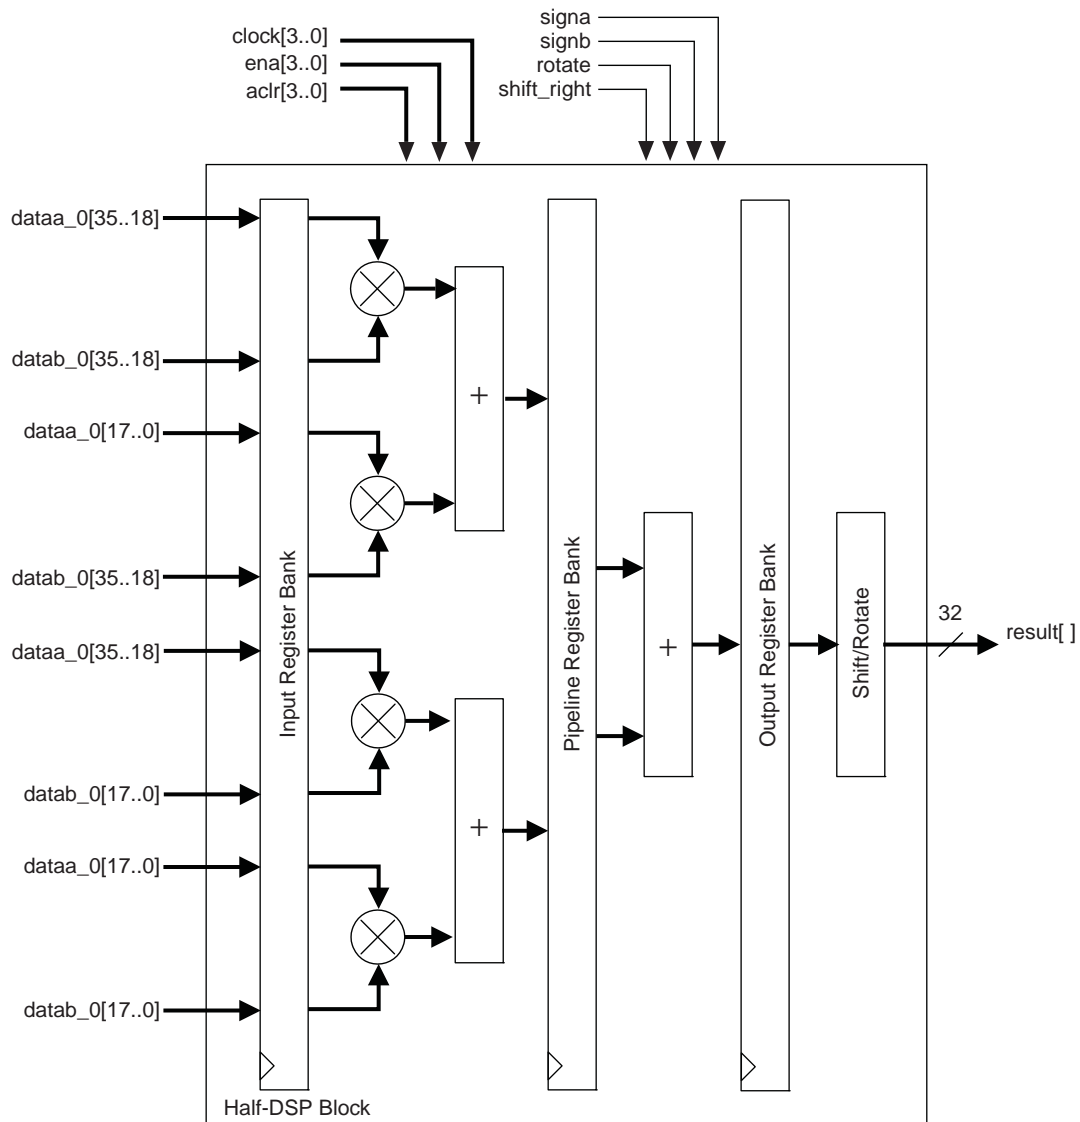 clock[3..0]
ena[3..0]
aclr[3..0]
signa
signb
rotate
shift_right
dataa_0[35..18]
datab_0[35..18]
dataa_0[17..0]
datab_0[35..18]
dataa_0[35..18]
datab_0[17..0]
dataa_0[17..0]
datab_0[17..0]
Input Register Bank
+
+
Pipeline Register Bank
+
Output Register Bank
Shift/Rotate
32
result[ ]
Half-DSP Block